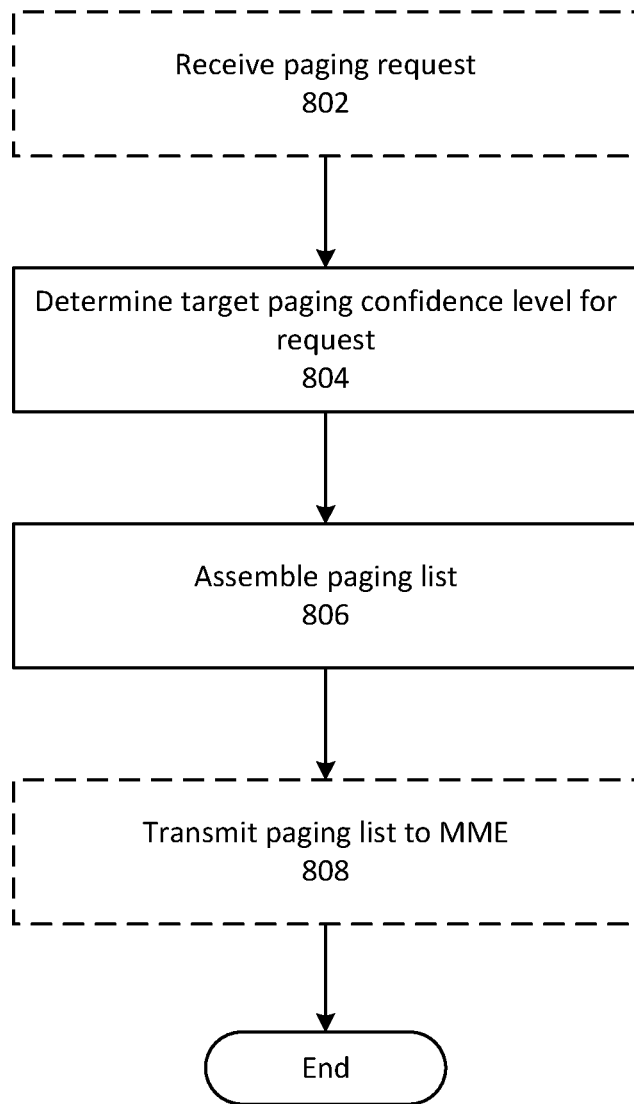 Receive paging request
802
Determine target paging confidence level for
request
804
Assemble paging list
806
Transmit paging list to MME
808
End